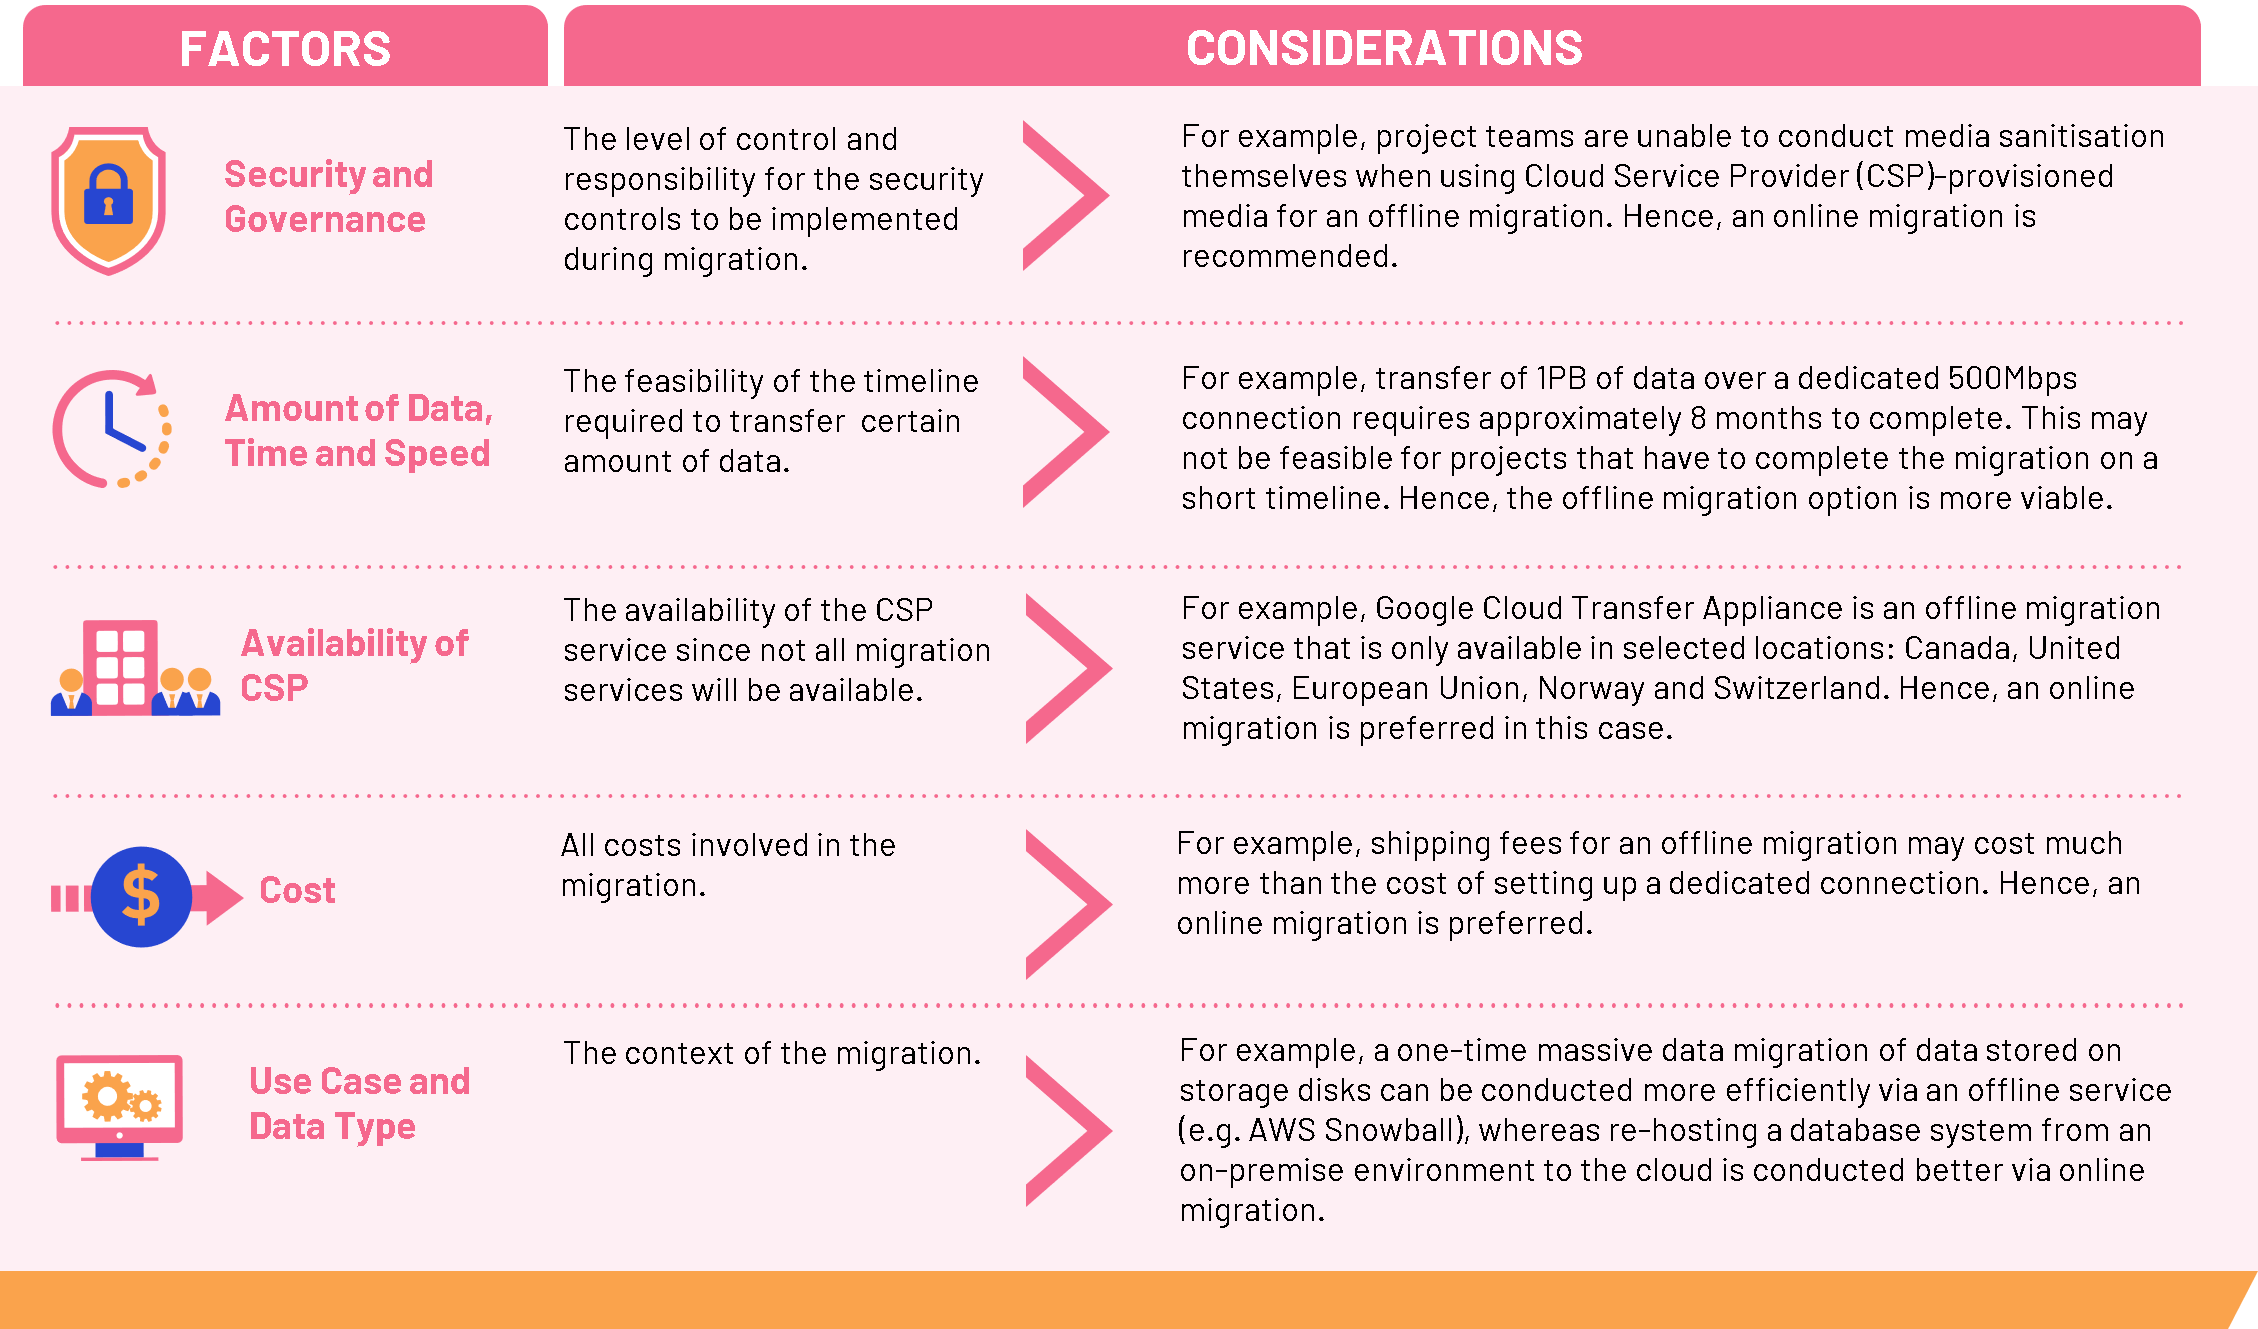 FACTORS
CONSIDERATIONS
Security and
Governance
The level of control and
responsibility for the security
controls to be implemented
during migration.
For example, project teams are unable to conduct media sanitisation
themselves when using Cloud Service Provider (CSP)-provisioned
media for an offline migration. Hence, an online migration is
recommended.
Amount of Data,
Time and Speed
The feasibility of the timeline
required to transfer certain
amount of data.
For example, transfer of 1PB of data over a dedicated 500Mbps
connection requires approximately 8 months to complete. This may
not be feasible for projects that have to complete the migration on a
short timeline. Hence, the offline migration option is more viable.
Availability of
CSP
The availability of the CSP
service since not all migration
services will be available.
For example, Google Cloud Transfer Appliance is an offline migration
service that is only available in selected locations: Canada, United
States, European Union, Norway and Switzerland. Hence, an online
migration is preferred in this case.
$
Cost
All costs involved in the
migration.
For example, shipping fees for an offline migration may cost much
more than the cost of setting up a dedicated connection. Hence, an
online migration is preferred.
Use Case and
Data Type
The context of the migration.
For example, a one-time massive data migration of data stored on
storage disks can be conducted more efficiently via an offline service
(e.g. AWS Snowball), whereas re-hosting a database system from an
on-premise environment to the cloud is conducted better via online
migration.